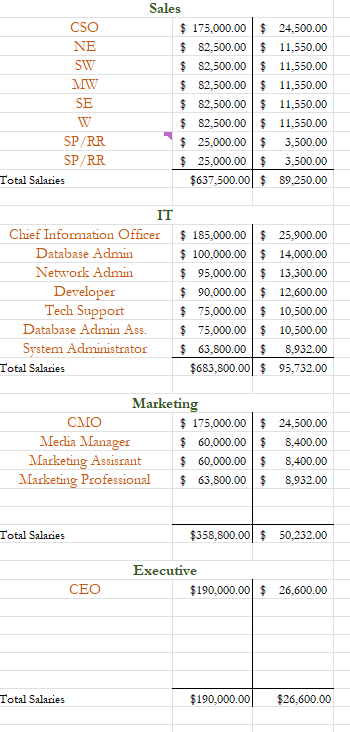 Sales
CSO $ 175,000.00 $ 24,500.00
NE $ 82,500.00 $ 11,550.00
SW $ 82,500.00 $ 11,550.00
MW $ 82,500.00 $ 11,550.00
SE $ 82,500.00 $ 11,550.00
W $ 82,500.00 $ 11,550.00
SP/RR $ 25,000.00 $ 3,500.00
SP/RR $ 25,000.00 $ 3,500.00
Total Salaries $637,500.00 $ 89,250.00
IT
Chief Information Officer $ 185,000.00 $ 25,900.00
Database Admin $ 100,000.00 $ 14,000.00
Network Admin $ 95,000.00 $ 13,300.00
Developer $ 90,000.00 $ 12,600.00
Tech Support $ 75,000.00 $ 10,500.00
Database Admin Ass. $ 75,000.00 $ 10,500.00
System Administrator $ 63,800.00 $ 8,932.00
Total Salaries $683,800.00 $ 95,732.00
Marketing
CMO $ 175,000.00 $ 24,500.00
Media Manager $ 60,000.00 $ 8,400.00
Marketing Assisrant $ 60,000.00 $ 8,400.00
Marketing Professional $ 63,800.00 $ 8,932.00
Total Salaries $358,800.00 $ 50,232.00
Executive
CEO $190,000.00 $ 26,600.00
Total Salaries $190,000.00 $26,600.00